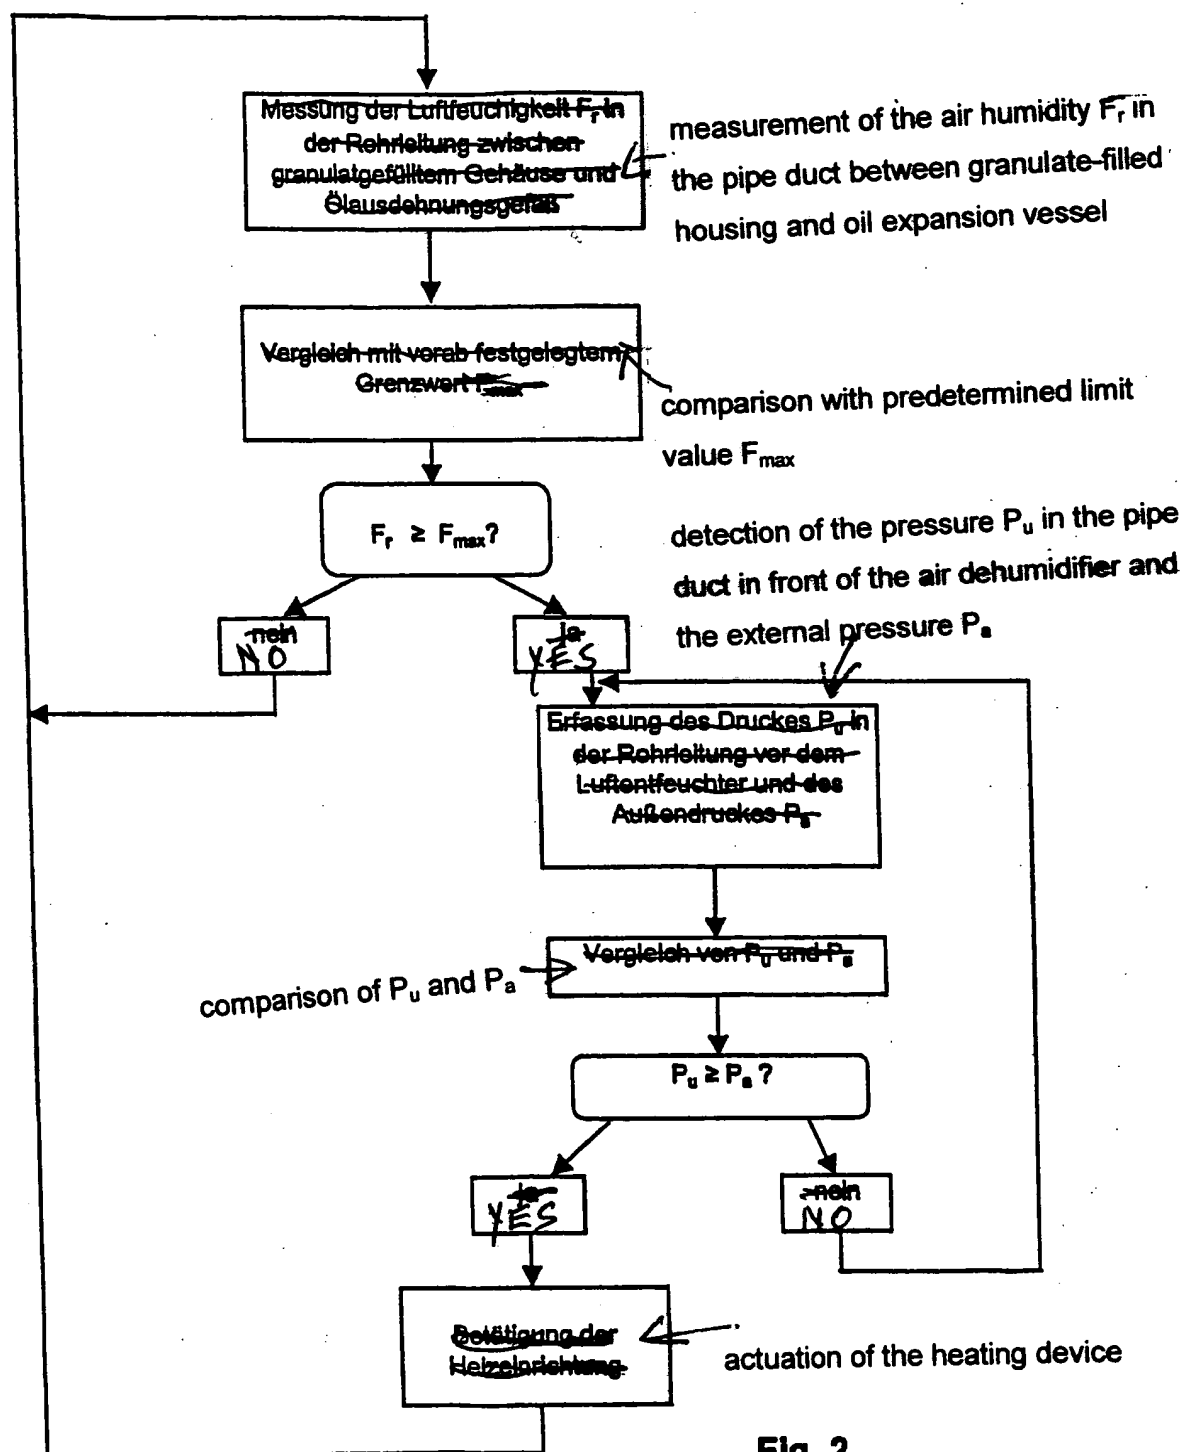 Messung der Luftfeuchigkeit Fr in
der Rohrleitung zwischen
granulatgefülltem Gehäuse und
Ölausdehnungsgefäß
measurement of the air humidity Fr in
the pipe duct between granulate-filled
housing and oil expansion vessel
Vergleich mit vorab festgelegtem
Grenzwert Fmax
comparison with predetermined limit
value Fmax
Fr ≥ Fmax?
detection of the pressure Pu in the pipe
duct in front of the air dehumidifier and
the external pressure Pa
nein
NO
ja
YES
Erfassung des Druckes Pu in
der Rohrleitung vor dem
Luftentfeuchter und des
Außendruckes Pa
Vergleich von Pu und Pa
comparison of Pu and Pa
Pu ≥ Pa ?
ja
YES
nein
NO
Betätigung der
Heizeinrichtung
actuation of the heating device
Fig. 2